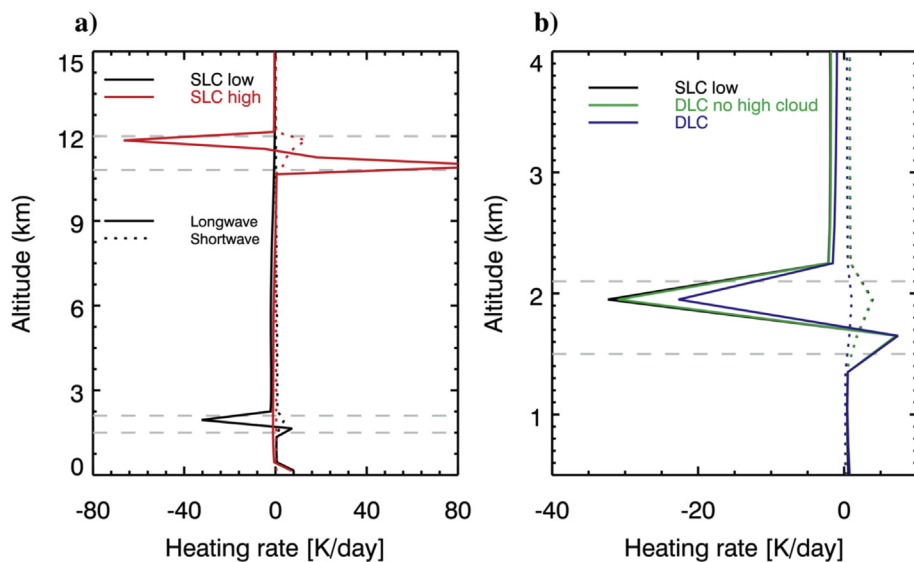 a)
15
12
9
6
3
0
Altitude (km)
SLC low
SLC high
Longwave
Shortwave
-80
-40
0
40
80
Heating rate [K/day]
b)
4
3
2
1
Altitude (km)
SLC low
DLC no high cloud
DLC
-40
-20
0
Heating rate [K/day]